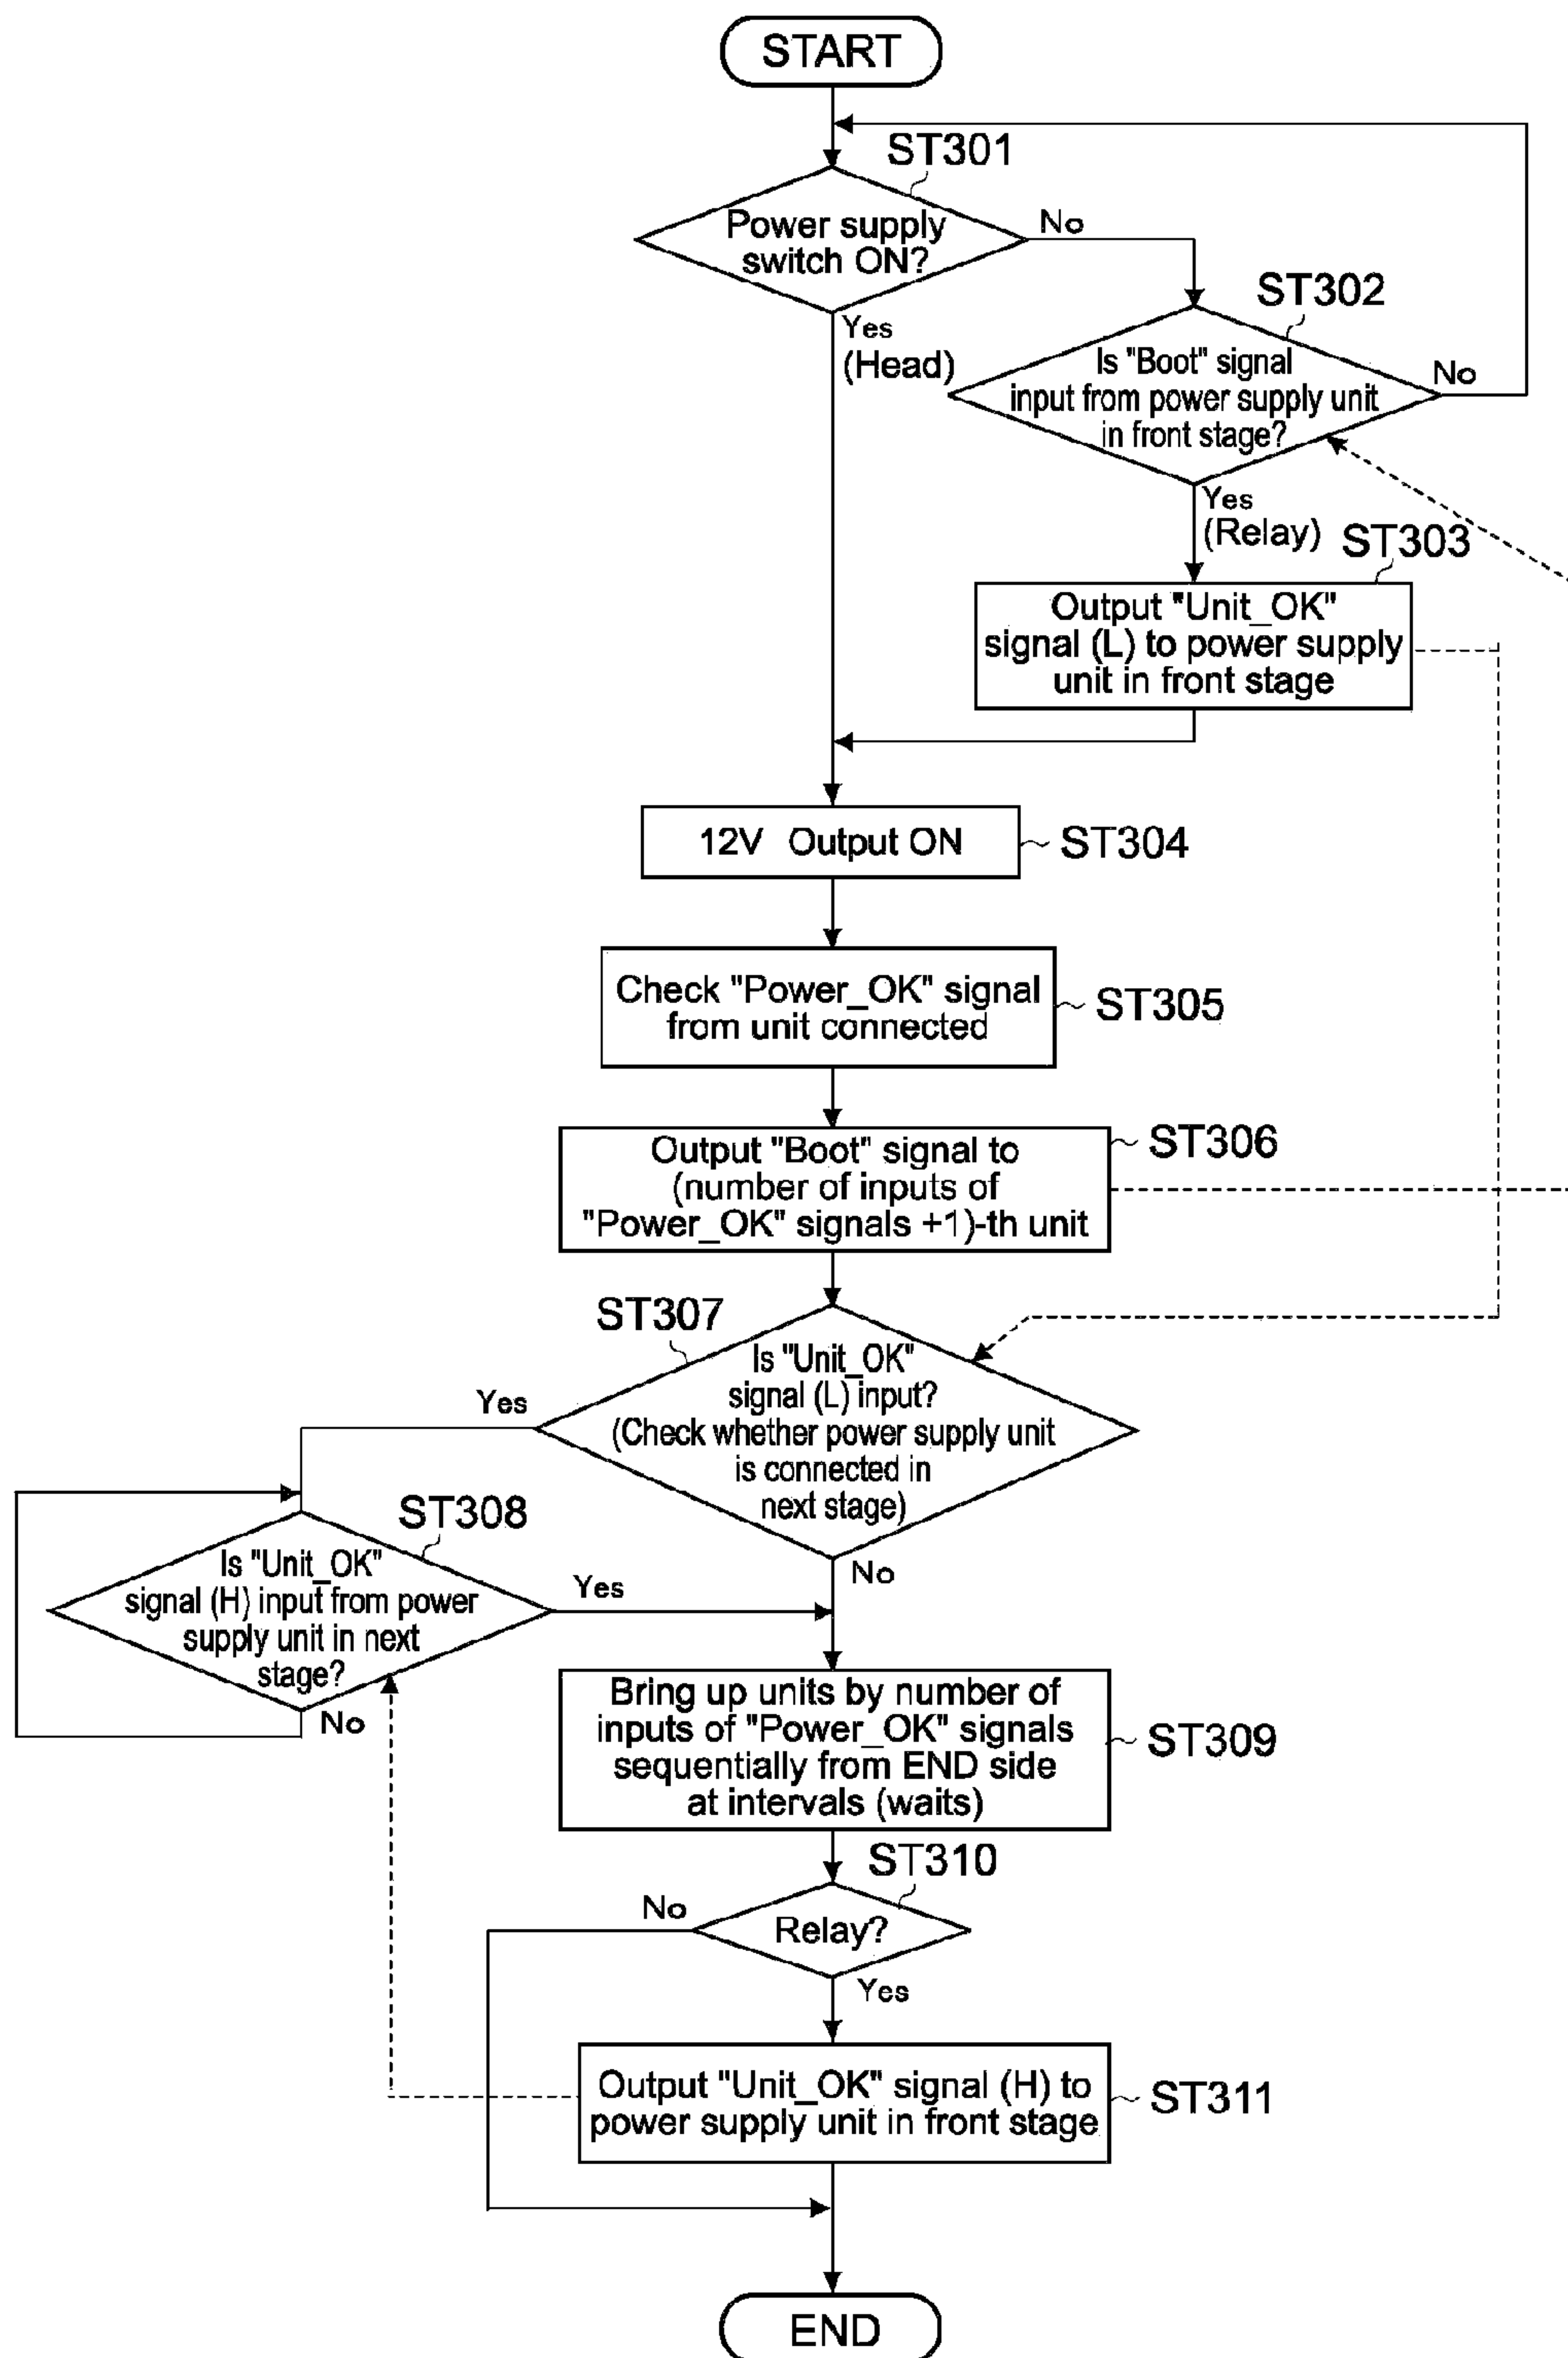 START
ST301
Power supply
switch ON?
No
Yes
(Head)
ST302
Is "Boot" signal
input from power supply unit
in front stage?
No
Yes
(Relay)
ST303
Output "Unit_OK"
signal (L) to power supply
unit in front stage
12V Output ON
ST304
Check "Power_OK" signal
from unit connected
ST305
Output "Boot" signal to
(number of inputs of
"Power_OK" signals +1)-th unit
ST306
ST307
Is "Unit_OK"
signal (L) input?
(Check whether power supply unit
is connected in
next stage)
Yes
No
ST308
Is "Unit_OK"
signal (H) input from power
supply unit in next
stage?
Yes
No
Bring up units by number of
inputs of "Power_OK" signals
sequentially from END side
at intervals (waits)
ST309
ST310
Relay?
No
Yes
Output "Unit_OK" signal (H) to
power supply unit in front stage
ST311
END